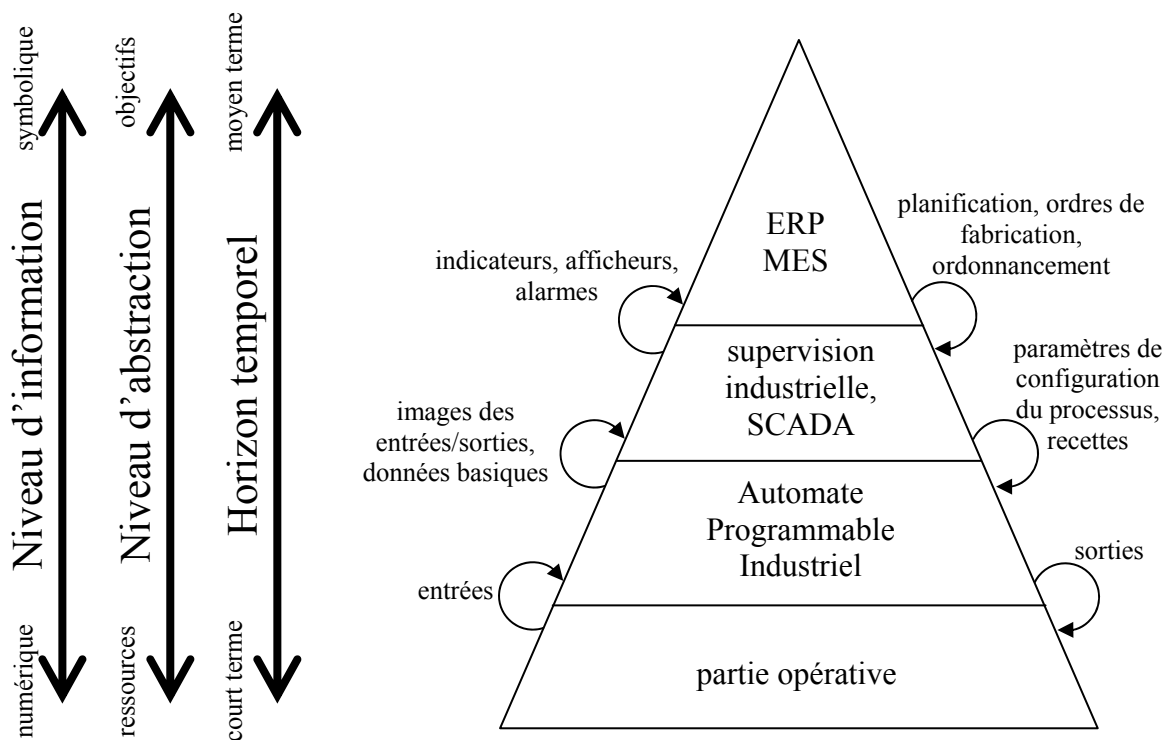 symbolique
Niveau d'information
numérique
objectifs
Niveau d'abstraction
ressources
moyen terme
Horizon temporel
court terme
ERP
MES
planification, ordres de
fabrication,
ordonnancement
indicateurs, afficheurs,
alarmes
supervision
industrielle,
SCADA
paramètres de
configuration
du processus,
recettes
images des
entrées/sorties,
données basiques
Automate
Programmable
Industriel
sorties
entrées
partie opérative